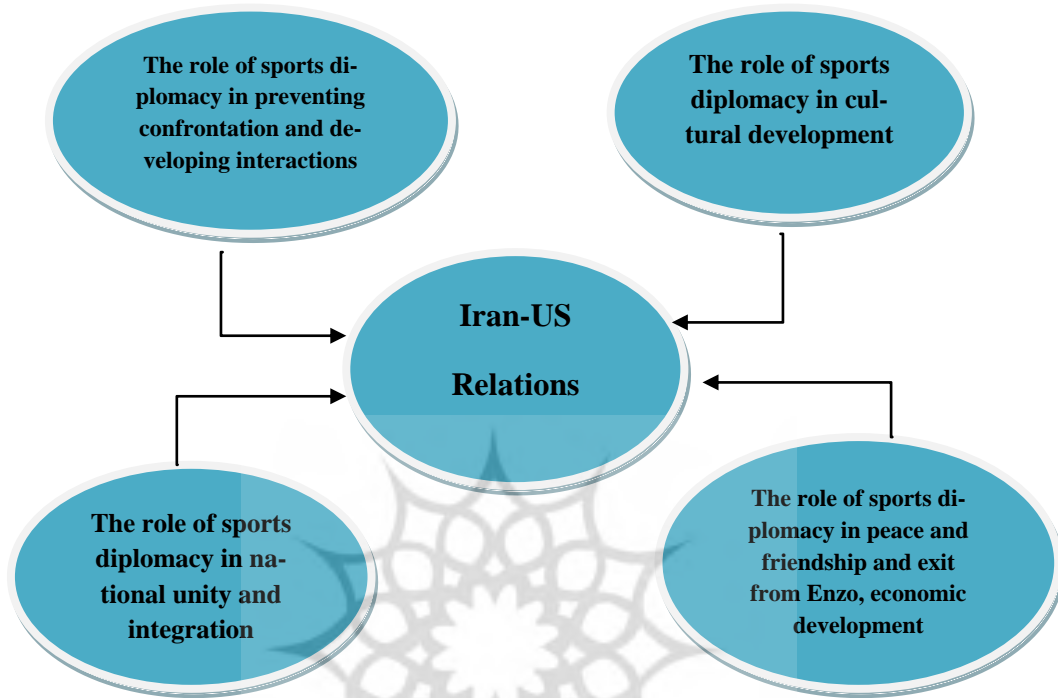 The role of sports di-
plomacy in preventing
confrontation and de-
veloping interactions
The role of sports
diplomacy in cul-
tural development
Iran-US
Relations
The role of sports
diplomacy in na-
tional unity and
integration
The role of sports di-
plomacy in peace and
friendship and exit
from Enzo, economic
development